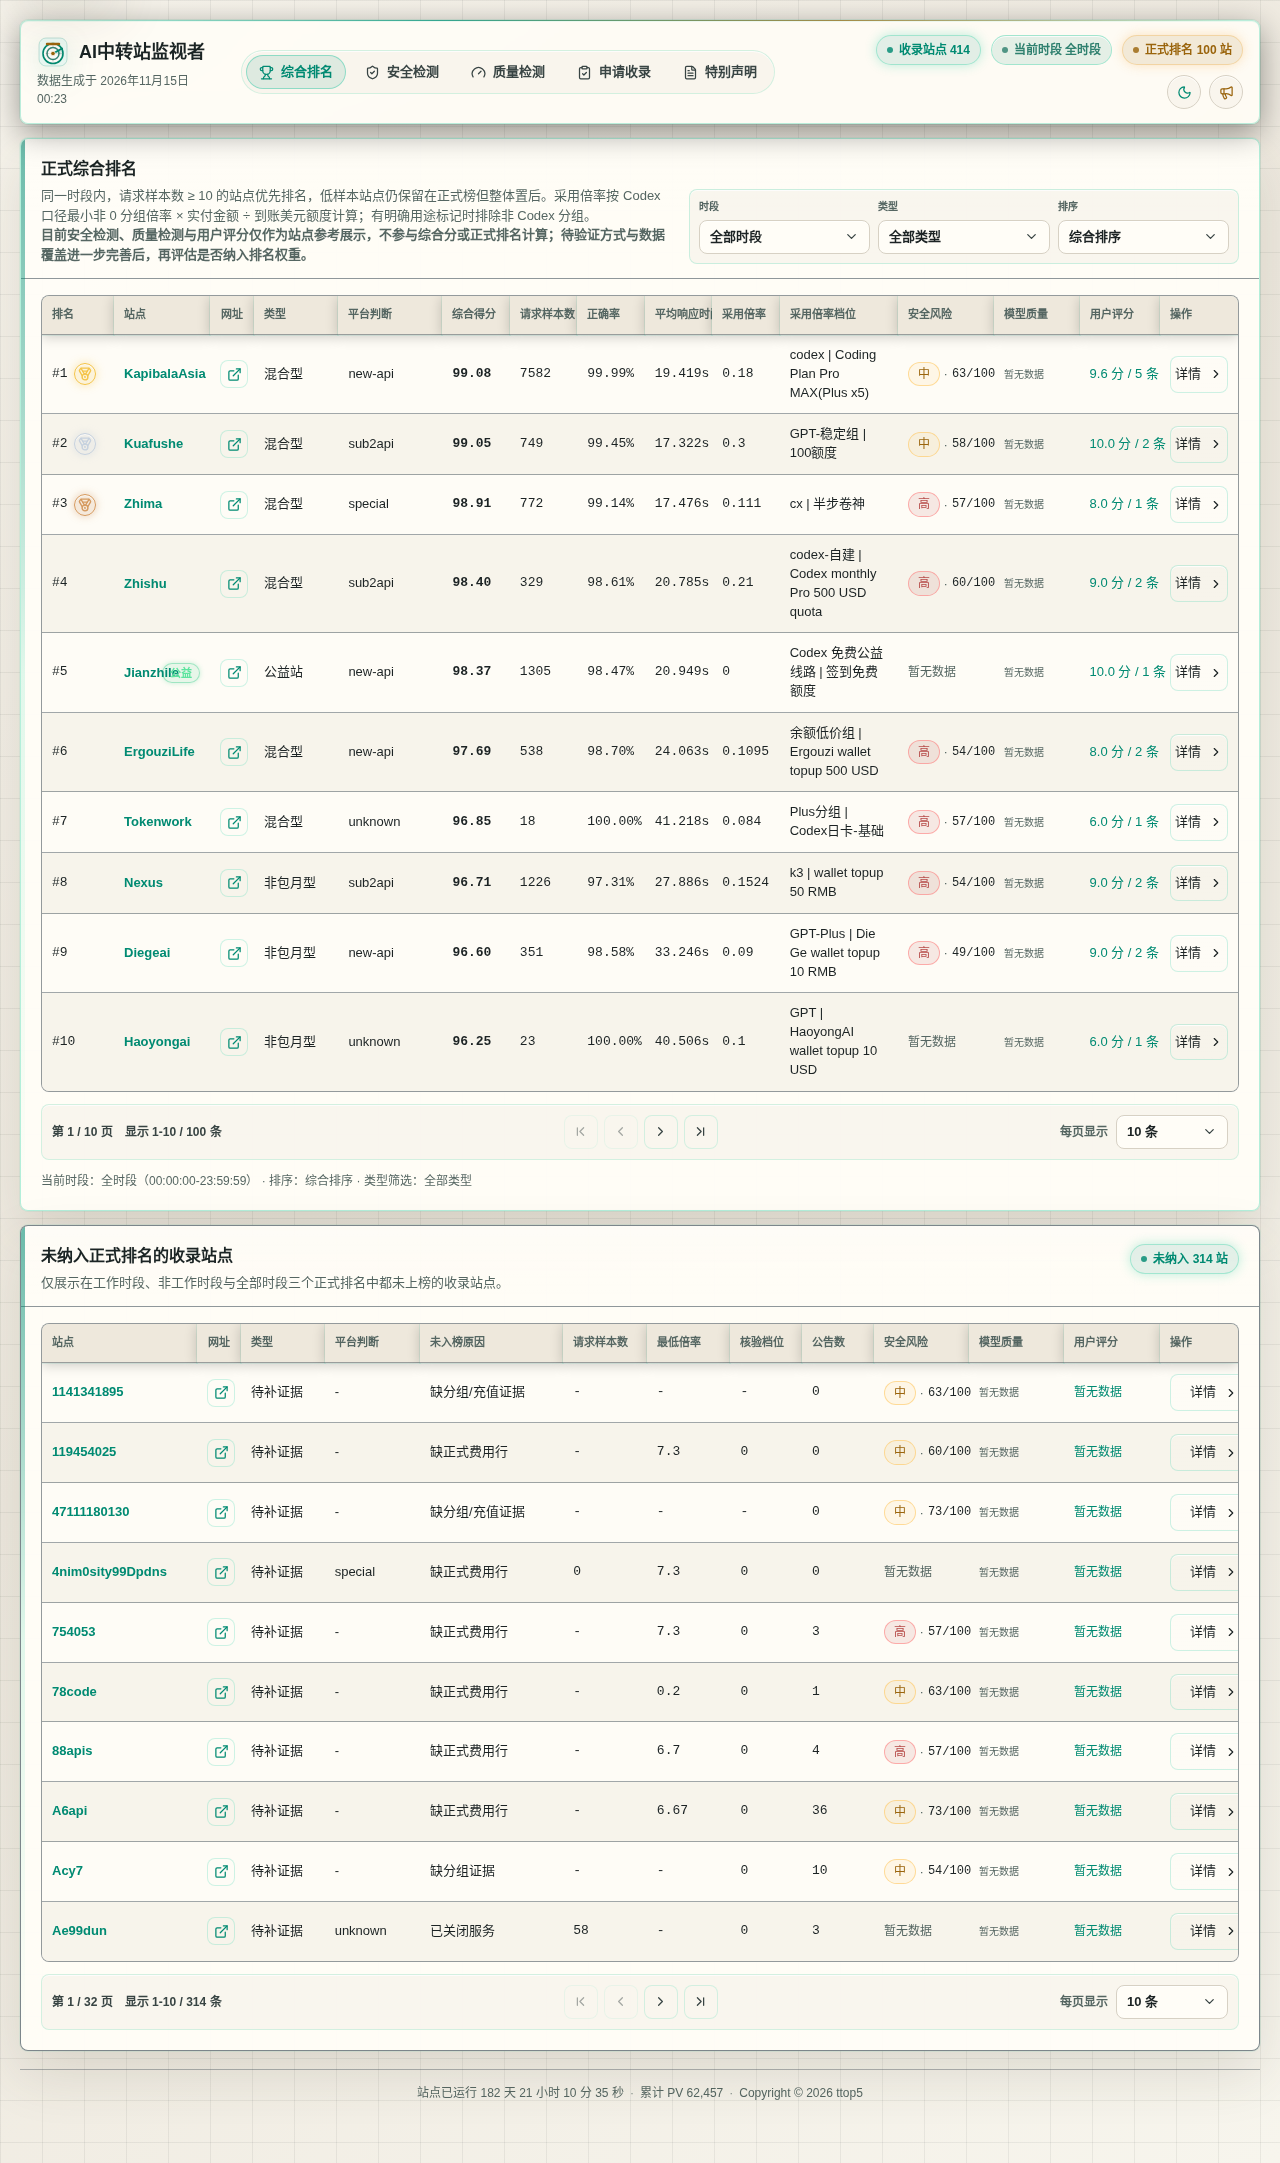 AI中转站监视者
数据生成于 2026年11月15日
00:23
综合排名 安全检测 质量检测 申请收录 特别声明
收录站点 414 当前时段 全时段 正式排名 100 站
正式综合排名
同一时段内，请求样本数 ≥ 10 的站点优先排名，低样本站点仍保留在正式榜但整体置后。采用倍率按 Codex
口径最小非 0 分组倍率 × 实付金额 ÷ 到账美元额度计算；有明确用途标记时排除非 Codex 分组。
目前安全检测、质量检测与用户评分仅作为站点参考展示，不参与综合分或正式排名计算；待验证方式与数据
覆盖进一步完善后，再评估是否纳入排名权重。
时段 类型 排序
全部时段 全部类型 综合排序
排名 站点 网址 类型 平台判断 综合得分 请求样本数 正确率 平均响应时 采用倍率 采用倍率档位 安全风险 模型质量 用户评分 操作
#1 KapibalaAsia 混合型 new-api 99.08 7582 99.99% 19.419s 0.18 codex | Coding Plan Pro MAX(Plus x5) 中 · 63/100 暂无数据 9.6 分 / 5 条 详情
#2 Kuafushe 混合型 sub2api 99.05 749 99.45% 17.322s 0.3 GPT-稳定组 | 100额度 中 · 58/100 暂无数据 10.0 分 / 2 条 详情
#3 Zhima 混合型 special 98.91 772 99.14% 17.476s 0.111 cx | 半步卷神 高 · 57/100 暂无数据 8.0 分 / 1 条 详情
#4 Zhishu 混合型 sub2api 98.40 329 98.61% 20.785s 0.21 codex-自建 | Codex monthly Pro 500 USD quota 高 · 60/100 暂无数据 9.0 分 / 2 条 详情
#5 Jianzhile 公益站 new-api 98.37 1305 98.47% 20.949s 0 Codex 免费公益线路 | 签到免费额度 暂无数据 暂无数据 10.0 分 / 1 条 详情
#6 ErgouziLife 混合型 new-api 97.69 538 98.70% 24.063s 0.1095 余额低价组 | Ergouzi wallet topup 500 USD 高 · 54/100 暂无数据 8.0 分 / 2 条 详情
#7 Tokenwork 混合型 unknown 96.85 18 100.00% 41.218s 0.084 Plus分组 | Codex日卡-基础 高 · 57/100 暂无数据 6.0 分 / 1 条 详情
#8 Nexus 非包月型 sub2api 96.71 1226 97.31% 27.886s 0.1524 k3 | wallet topup 50 RMB 高 · 54/100 暂无数据 9.0 分 / 2 条 详情
#9 Diegeai 非包月型 new-api 96.60 351 98.58% 33.246s 0.09 GPT-Plus | Die Ge wallet topup 10 RMB 高 · 49/100 暂无数据 9.0 分 / 2 条 详情
#10 Haoyongai 非包月型 unknown 96.25 23 100.00% 40.506s 0.1 GPT | HaoyongAI wallet topup 10 USD 暂无数据 暂无数据 6.0 分 / 1 条 详情
第 1 / 10 页 显示 1-10 / 100 条 每页显示 10 条
当前时段：全时段（00:00:00-23:59:59） · 排序：综合排序 · 类型筛选：全部类型
未纳入正式排名的收录站点
未纳入 314 站
仅展示在工作时段、非工作时段与全部时段三个正式排名中都未上榜的收录站点。
站点 网址 类型 平台判断 未入榜原因 请求样本数 最低倍率 核验档位 公告数 安全风险 模型质量 用户评分 操作
1141341895 待补证据 - 缺分组/充值证据 - - - 0 中 · 63/100 暂无数据 暂无数据 详情
119454025 待补证据 - 缺正式费用行 - 7.3 0 0 中 · 60/100 暂无数据 暂无数据 详情
47111180130 待补证据 - 缺分组/充值证据 - - - 0 中 · 73/100 暂无数据 暂无数据 详情
4nim0sity99Dpdns 待补证据 special 缺正式费用行 0 7.3 0 0 暂无数据 暂无数据 暂无数据 详情
754053 待补证据 - 缺正式费用行 - 7.3 0 3 高 · 57/100 暂无数据 暂无数据 详情
78code 待补证据 - 缺正式费用行 - 0.2 0 1 中 · 63/100 暂无数据 暂无数据 详情
88apis 待补证据 - 缺正式费用行 - 6.7 0 4 高 · 57/100 暂无数据 暂无数据 详情
A6api 待补证据 - 缺正式费用行 - 6.67 0 36 中 · 73/100 暂无数据 暂无数据 详情
Acy7 待补证据 - 缺分组证据 - - 0 10 中 · 54/100 暂无数据 暂无数据 详情
Ae99dun 待补证据 unknown 已关闭服务 58 - 0 3 暂无数据 暂无数据 暂无数据 详情
第 1 / 32 页 显示 1-10 / 314 条 每页显示 10 条
站点已运行 182 天 21 小时 10 分 35 秒 · 累计 PV 62,457 · Copyright © 2026 ttop5